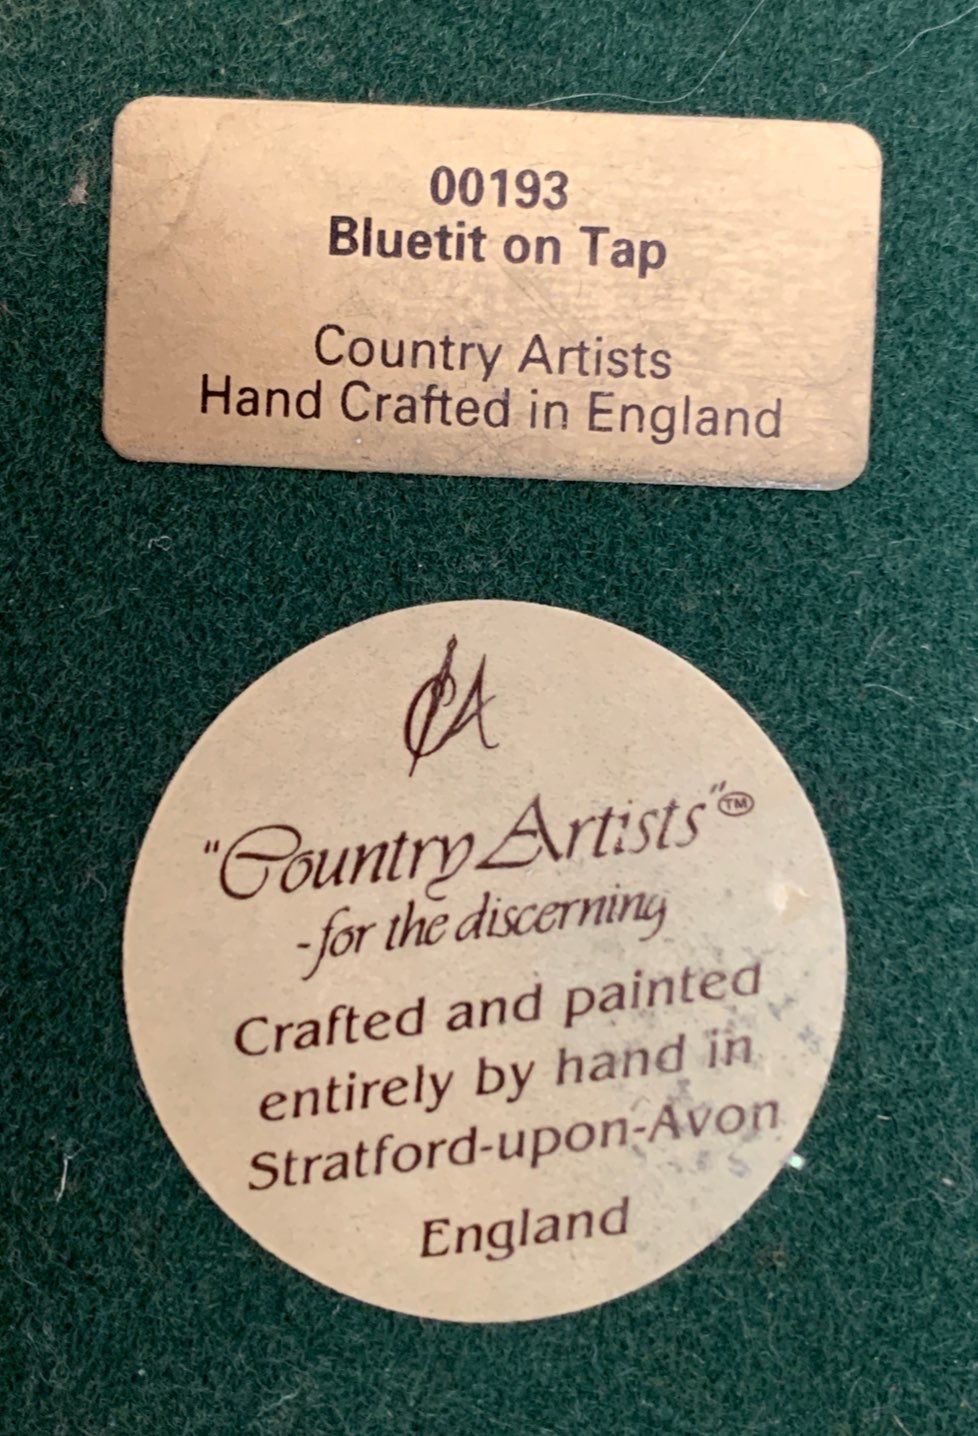 00193
Bluetit on Tap
Country Artists
Hand Crafted in England
CA
"Country Artists"™
-for the discerning
Crafted and painted
entirely by hand in
Stratford-upon-Avon
England